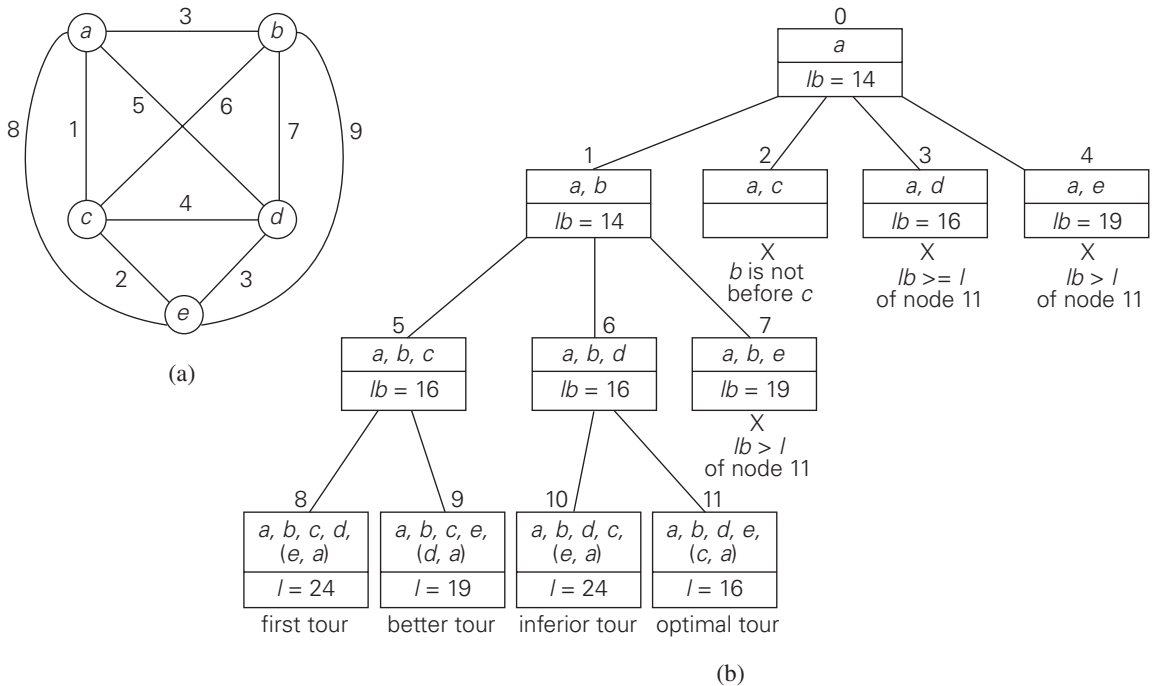 3
a
b
8
5
6
1
7
9
c
4
d
2
3
e
(a)
0
a
lb = 14
1
a, b
lb = 14
2
a, c
X
b is not
before c
3
a, d
lb = 16
X
lb >= l
of node 11
4
a, e
lb = 19
X
lb > l
of node 11
5
a, b, c
lb = 16
6
a, b, d
lb = 16
7
a, b, e
lb = 19
X
lb > l
of node 11
8
a, b, c, d,
(e, a)
l = 24
first tour
9
a, b, c, e,
(d, a)
l = 19
better tour
10
a, b, d, c,
(e, a)
l = 24
inferior tour
11
a, b, d, e,
(c, a)
l = 16
optimal tour
(b)